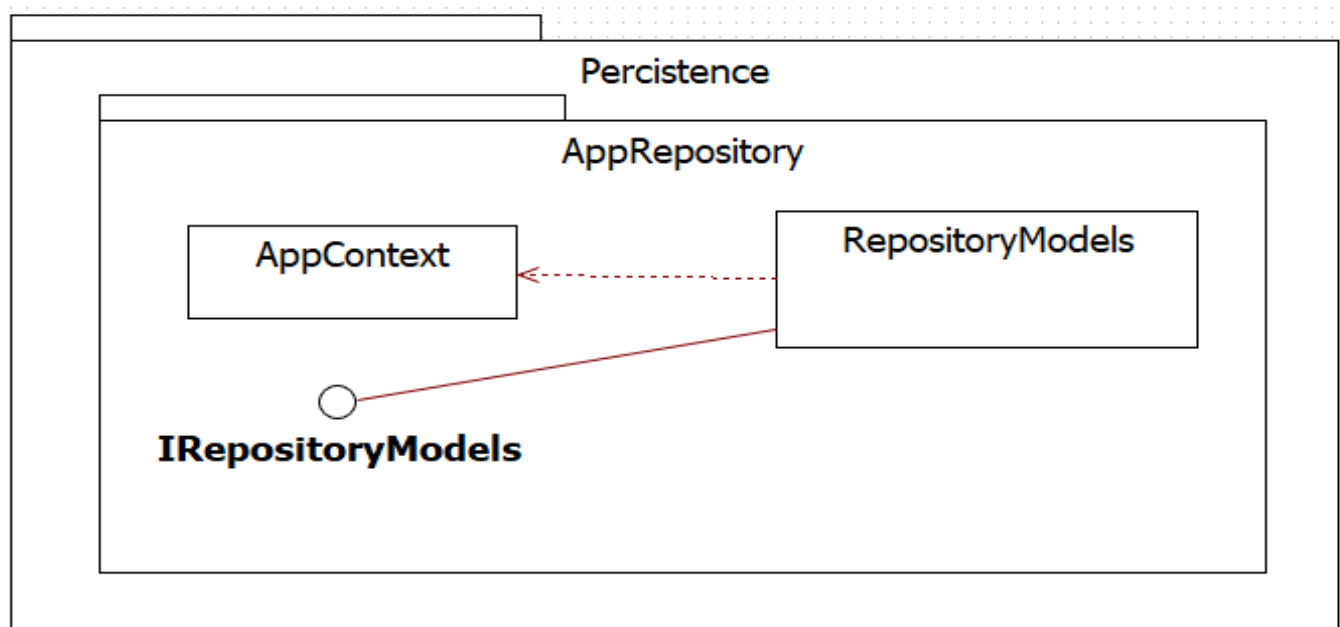 Percistence
AppRepository
AppContext
RepositoryModels
IRepositoryModels